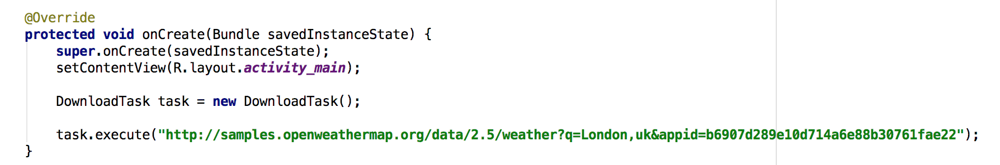 @Override
protected void onCreate(Bundle savedInstanceState) {
super.onCreate(savedInstanceState);
setContentView(R.layout.activity_main);
DownloadTask task = new DownloadTask();
task.execute("http://samples.openweathermap.org/data/2.5/weather?q=London,uk&appid=b6907d289e10d714a6e88b30761fae22");
}